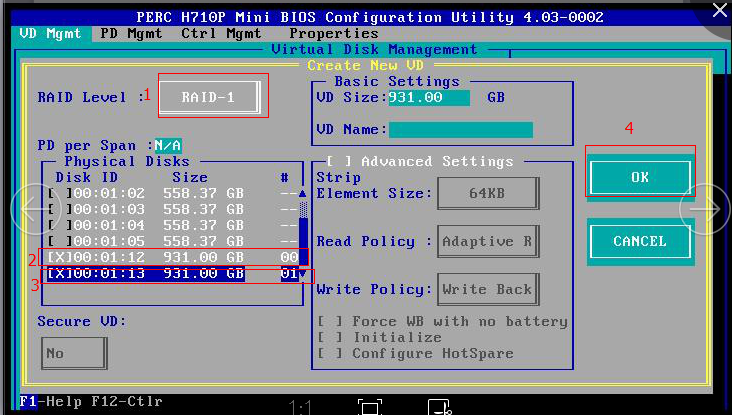 PERC H710P Mini BIOS Configuration Utility 4.03-0002
VD Mgmt PD Mgmt Ctrl Mgmt Properties
Virtual Disk Management
Create New VD
RAID Level : 1 RAID-1
PD per Span :N/A
Physical Disks
Disk ID Size #
[ ]00:01:02 558.37 GB --
[ ]00:01:03 558.37 GB --
[ ]00:01:04 558.37 GB --
[ ]00:01:05 558.37 GB --
2 [X]00:01:12 931.00 GB 00
3 [X]00:01:13 931.00 GB 01
Secure VD:
No
Basic Settings
VD Size:931.00 GB
VD Name:
[ ] Advanced Settings
Strip
Element Size: 64KB
Read Policy : Adaptive R
Write Policy: Write Back
[ ] Force WB with no battery
[ ] Initialize
[ ] Configure HotSpare
4
OK
CANCEL
F1-Help F12-Ctlr
1:1